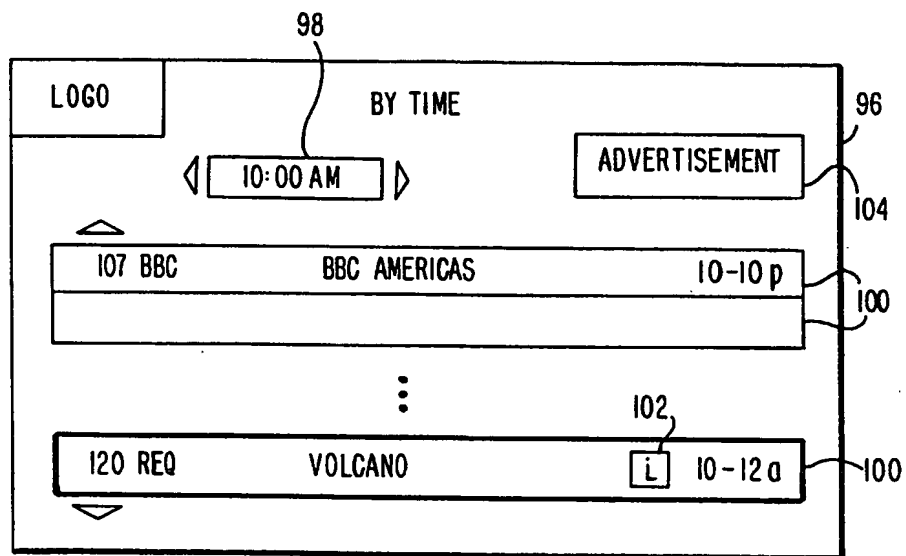 98
LOGO
BY TIME
96
10:00 AM
ADVERTISEMENT
104
107 BBC BBC AMERICAS 10-10 p
100
102
120 REQ VOLCANO i 10-12 a
100